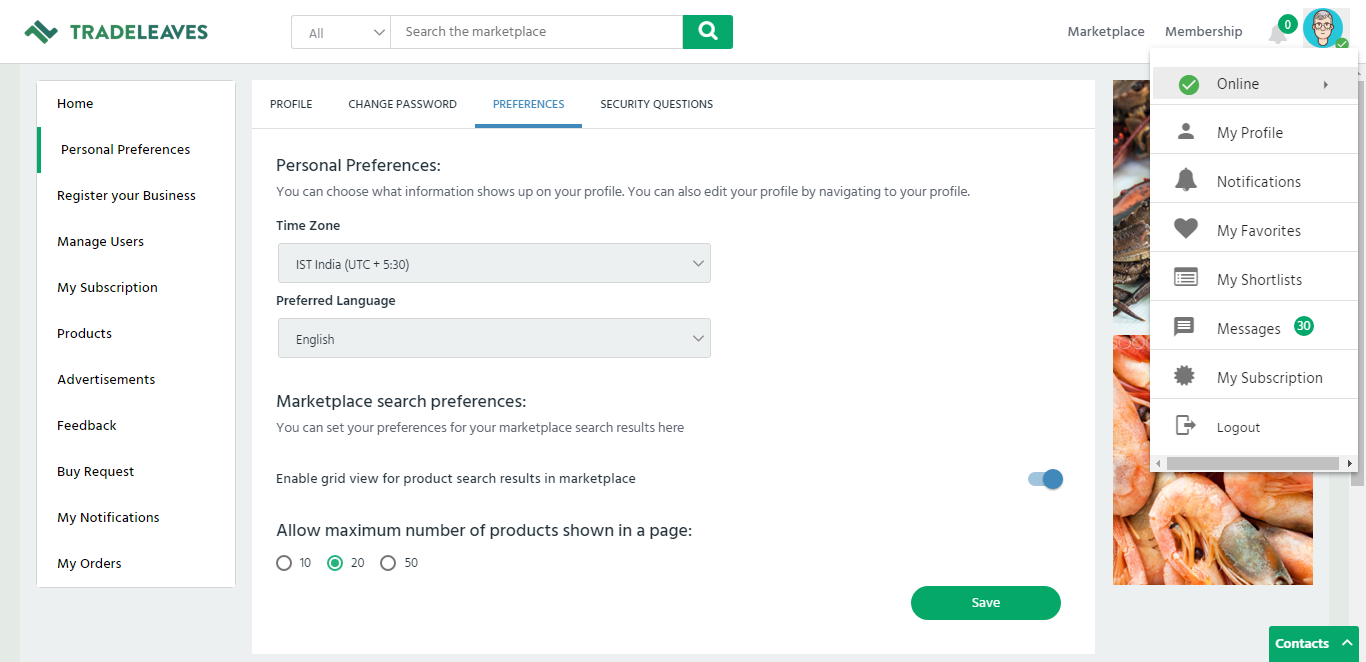 TRADELEAVES
All
Search the marketplace
Marketplace
Membership
0
Home
Personal Preferences
Register your Business
Manage Users
My Subscription
Products
Advertisements
Feedback
Buy Request
My Notifications
My Orders
PROFILE
CHANGE PASSWORD
PREFERENCES
SECURITY QUESTIONS
Personal Preferences:
You can choose what information shows up on your profile. You can also edit your profile by navigating to your profile.
Time Zone
IST India (UTC + 5:30)
Preferred Language
English
Marketplace search preferences:
You can set your preferences for your marketplace search results here
Enable grid view for product search results in marketplace
Allow maximum number of products shown in a page:
10
20
50
Save
Online
My Profile
Notifications
My Favorites
My Shortlists
Messages 30
My Subscription
Logout
Contacts